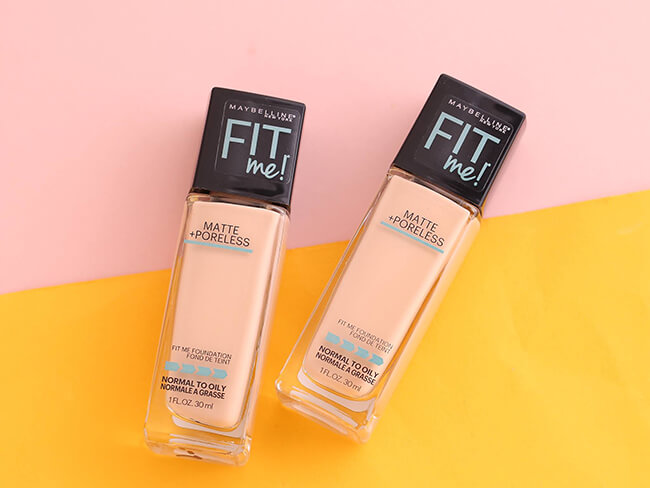 MAYBELLINE
NEW YORK
FIT
me!
MATTE
+PORELESS
FIT ME FOUNDATION
FOND DE TEINT
NORMAL TO OILY
NORMALE A GRASSE
1 FL.OZ. 30 ml
MAYBELLINE
NEW YORK
FIT
me!
MATTE
+PORELESS
FIT ME FOUNDATION
FOND DE TEINT
NORMAL TO OILY
NORMALE A GRASSE
1 FL.OZ. 30 ml